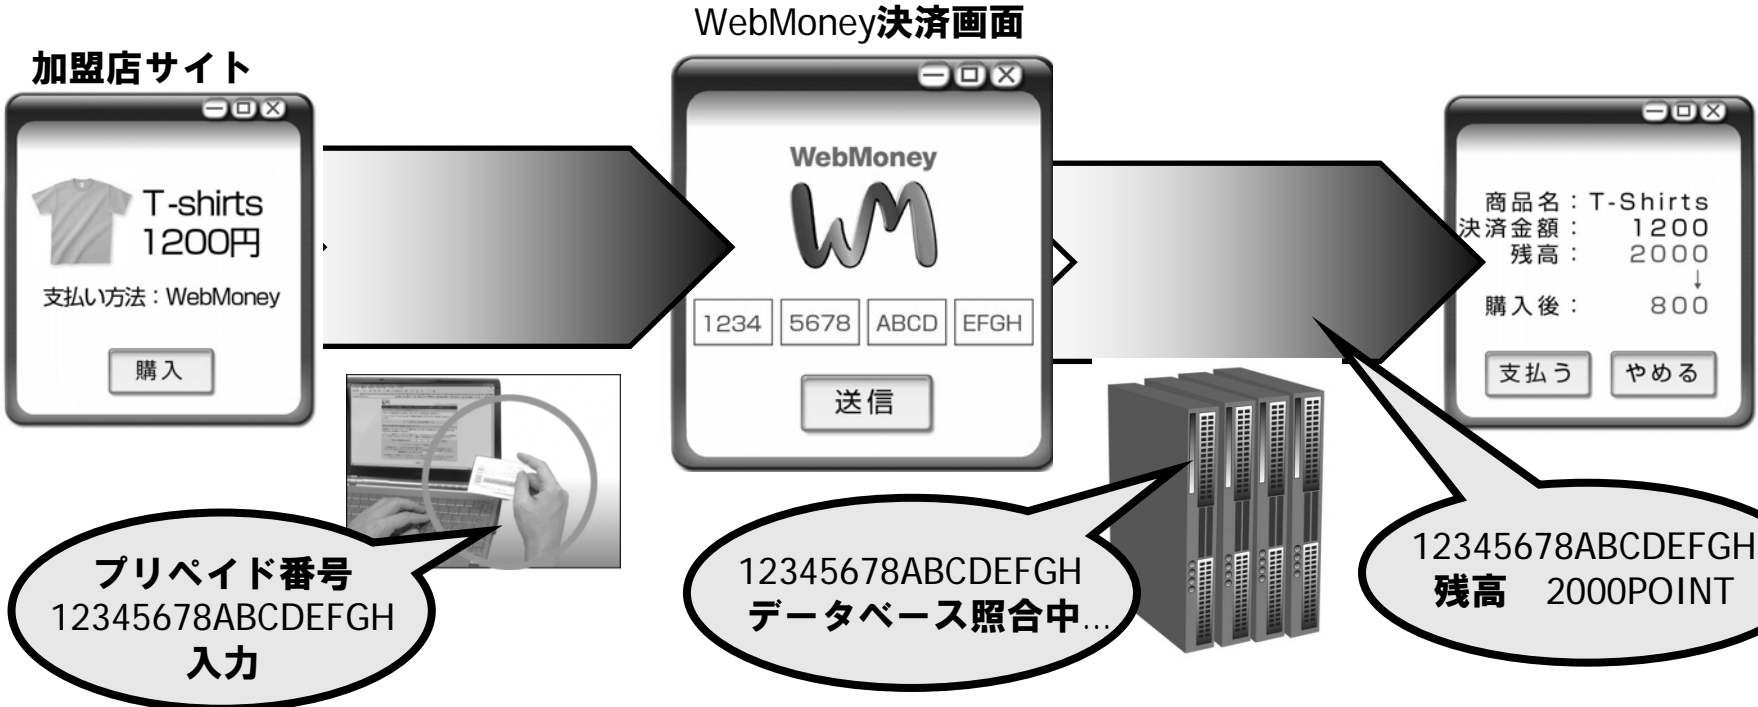 WebMoney決済画面
加盟店サイト
T-shirts
1200円
支払い方法：WebMoney
購入
WebMoney
WM
1234 5678 ABCD EFGH
送信
商品名：T-Shirts
決済金額： 1200
残高： 2000
↓
購入後： 800
支払う やめる
プリペイド番号
12345678ABCDEFGH
入力
12345678ABCDEFGH
データベース照合中...
12345678ABCDEFGH
残高 2000POINT